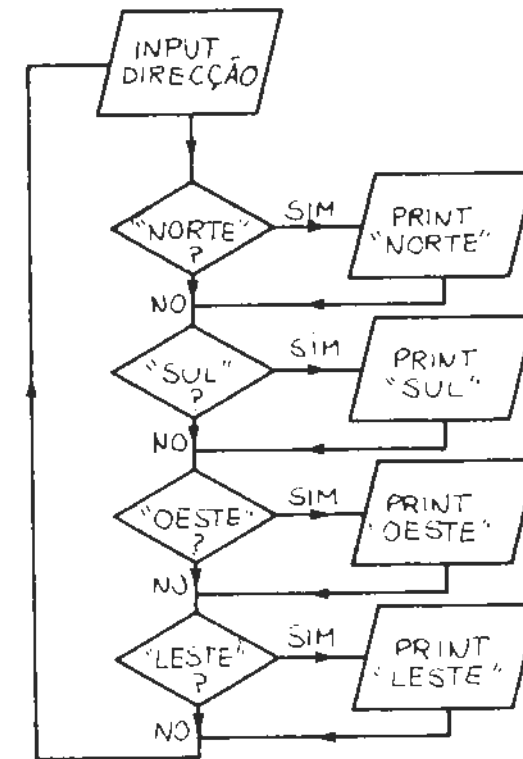 INPUT
DIRECÇÃO
"NORTE"
?
SIM
PRINT
"NORTE"
NO
"SUL"
?
SIM
PRINT
"SUL"
NO
"OESTE"
?
SIM
PRINT
"OESTE"
NO
"LESTE"
?
SIM
PRINT
"LESTE"
NO